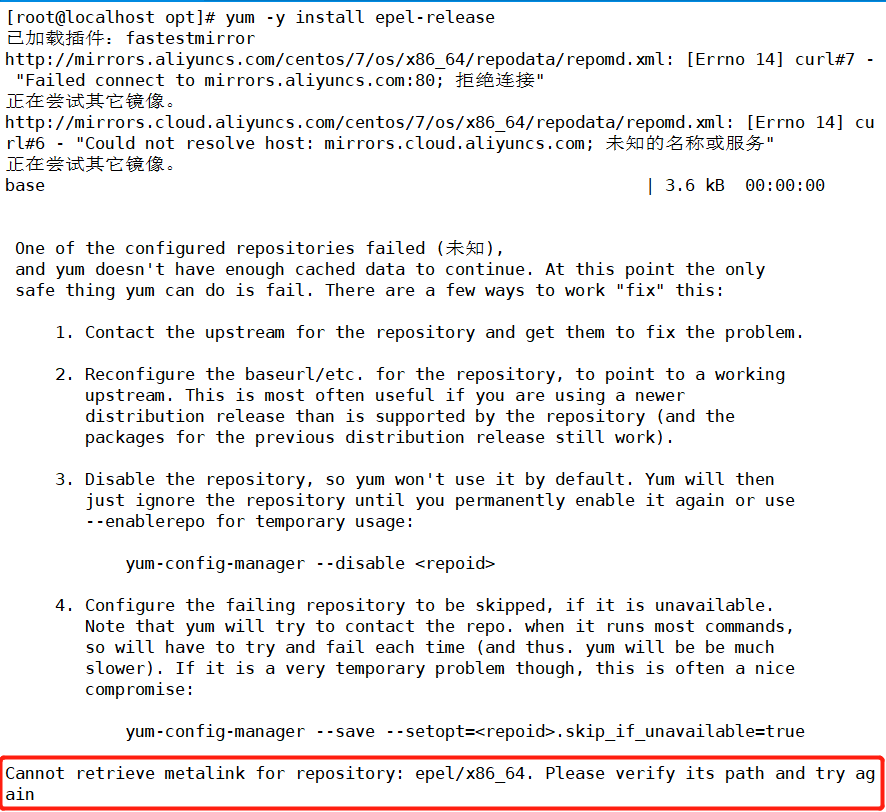 [root@localhost opt]# yum -y install epel-release
已加载插件：fastestmirror
http://mirrors.aliyuncs.com/centos/7/os/x86_64/repodata/repomd.xml: [Errno 14] curl#7 -
"Failed connect to mirrors.aliyuncs.com:80; 拒绝连接"
正在尝试其它镜像。
http://mirrors.cloud.aliyuncs.com/centos/7/os/x86_64/repodata/repomd.xml: [Errno 14] cu
rl#6 - "Could not resolve host: mirrors.cloud.aliyuncs.com; 未知的名称或服务"
正在尝试其它镜像。
base | 3.6 kB 00:00:00
One of the configured repositories failed (未知),
and yum doesn't have enough cached data to continue. At this point the only
safe thing yum can do is fail. There are a few ways to work "fix" this:
1. Contact the upstream for the repository and get them to fix the problem.
2. Reconfigure the baseurl/etc. for the repository, to point to a working
upstream. This is most often useful if you are using a newer
distribution release than is supported by the repository (and the
packages for the previous distribution release still work).
3. Disable the repository, so yum won't use it by default. Yum will then
just ignore the repository until you permanently enable it again or use
--enablerepo for temporary usage:
yum-config-manager --disable <repoid>
4. Configure the failing repository to be skipped, if it is unavailable.
Note that yum will try to contact the repo. when it runs most commands,
so will have to try and fail each time (and thus. yum will be be much
slower). If it is a very temporary problem though, this is often a nice
compromise:
yum-config-manager --save --setopt=<repoid>.skip_if_unavailable=true
Cannot retrieve metalink for repository: epel/x86_64. Please verify its path and try ag
ain